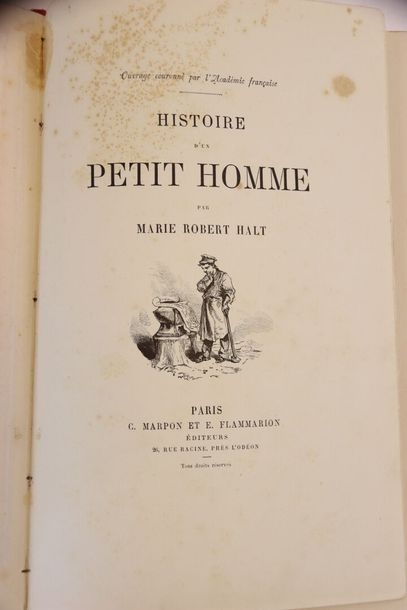 Ouvrage couronné par l'Académie française
HISTOIRE
D'UN
PETIT HOMME
PAR
MARIE ROBERT HALT
PARIS
C. MARPON ET E. FLAMMARION
ÉDITEURS
26, RUE RACINE, PRÈS L'ODÉON
Tous droits réservés